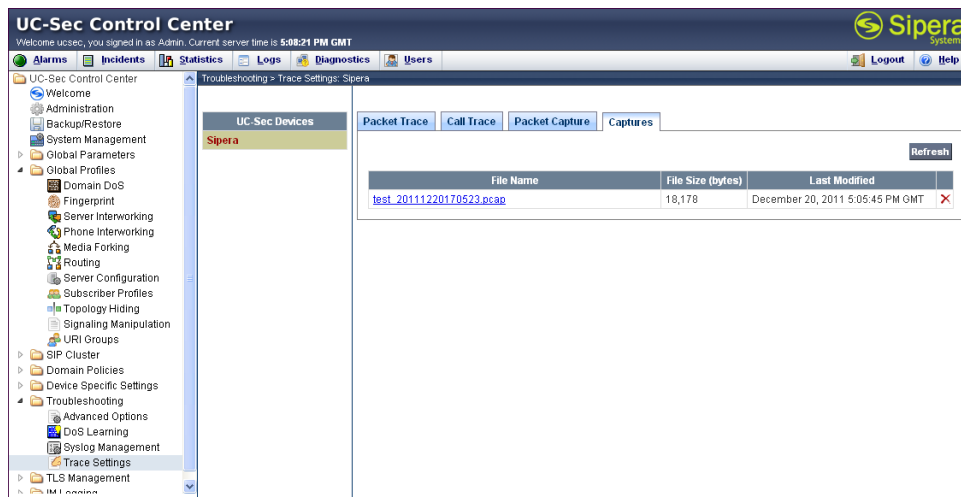 UC-Sec Control Center
Welcome ucsec, you signed in as Admin. Current server time is 5:08:21 PM GMT
Sipera
Systems
Alarms Incidents Statistics Logs Diagnostics Users Logout Help
UC-Sec Control Center
Welcome
Administration
Backup/Restore
System Management
Global Parameters
Global Profiles
Domain DoS
Fingerprint
Server Interworking
Phone Interworking
Media Forking
Routing
Server Configuration
Subscriber Profiles
Topology Hiding
Signaling Manipulation
URI Groups
SIP Cluster
Domain Policies
Device Specific Settings
Troubleshooting
Advanced Options
DoS Learning
Syslog Management
Trace Settings
TLS Management
IM Logging
Troubleshooting > Trace Settings: Sipera
UC-Sec Devices
Sipera
Packet Trace Call Trace Packet Capture Captures
Refresh
File Name File Size (bytes) Last Modified
test_20111220170523.pcap 18,178 December 20, 2011 5:05:45 PM GMT